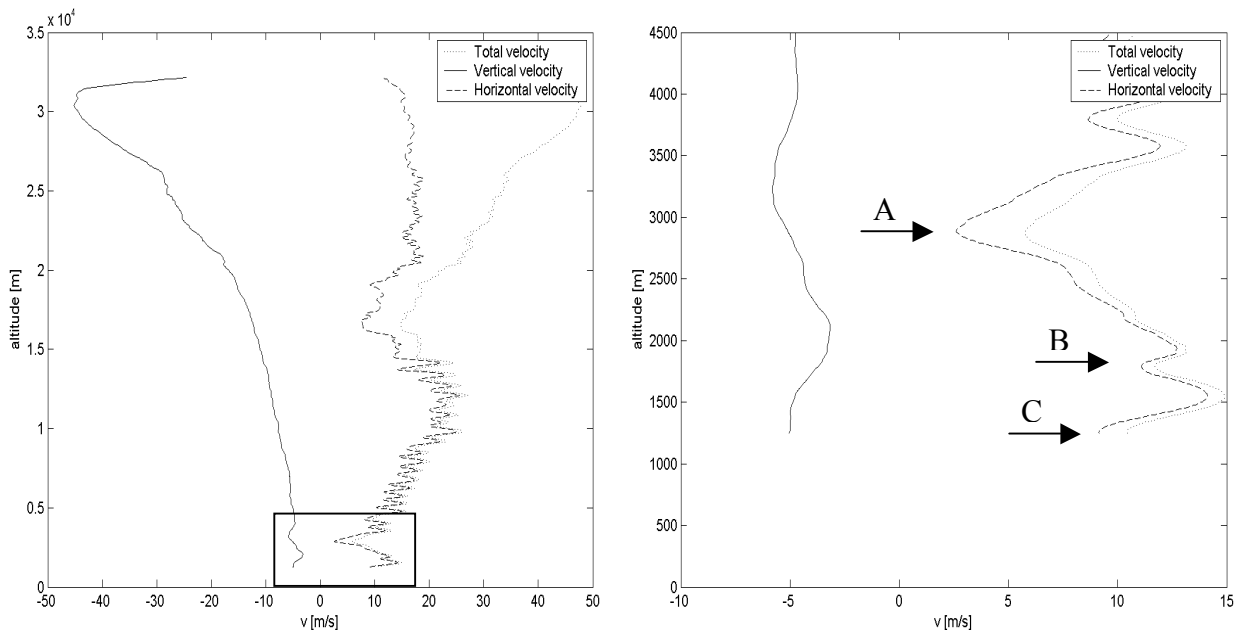 x 10⁴
3.5
3
2.5
2
1.5
1
0.5
0
altitude [m]
-50 -40 -30 -20 -10 0 10 20 30 40 50
v [m/s]
Total velocity
Vertical velocity
Horizontal velocity
4500
4000
3500
3000
2500
2000
1500
1000
500
0
altitude [m]
-10 -5 0 5 10 15
v [m/s]
Total velocity
Vertical velocity
Horizontal velocity
A
B
C